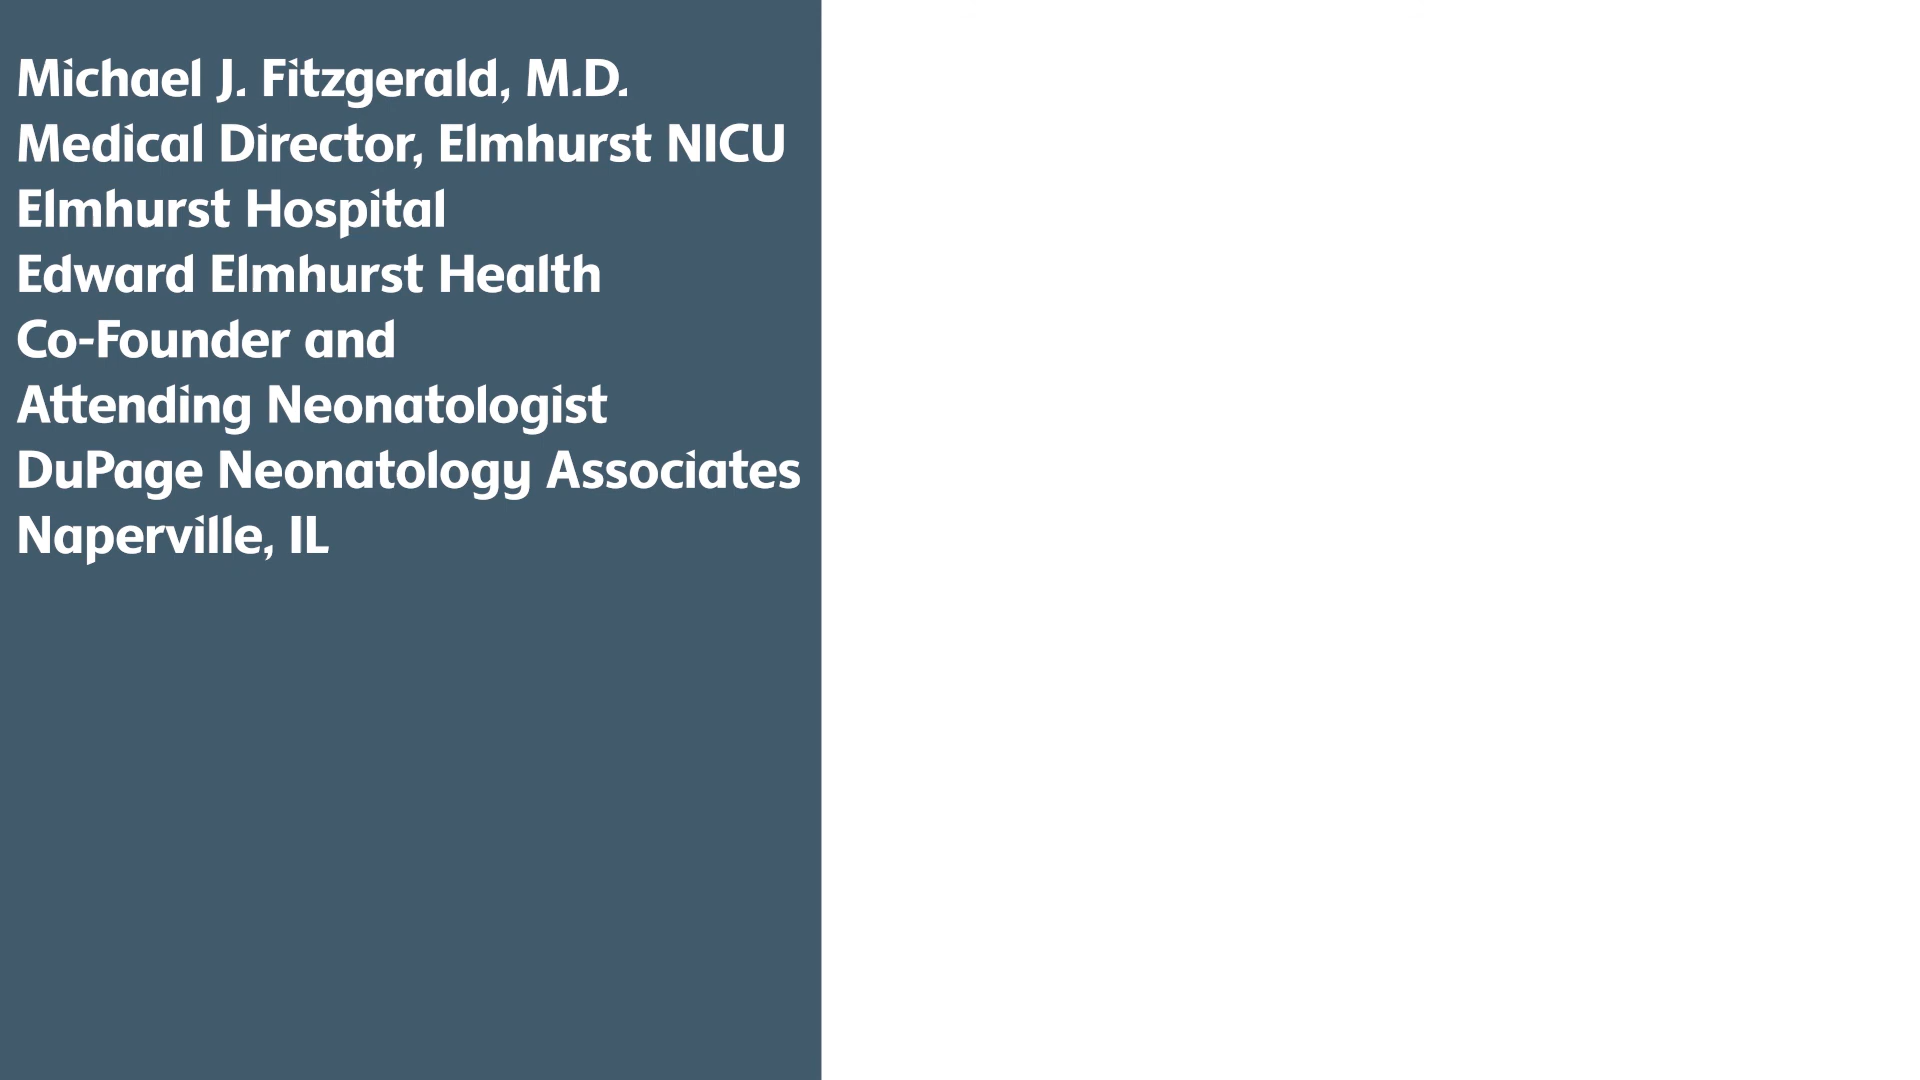 Michael J. Fitzgerald, M.D.
Medical Director, Elmhurst NICU
Elmhurst Hospital
Edward Elmhurst Health
Co-Founder and
Attending Neonatologist
DuPage Neonatology Associates
Naperville, IL